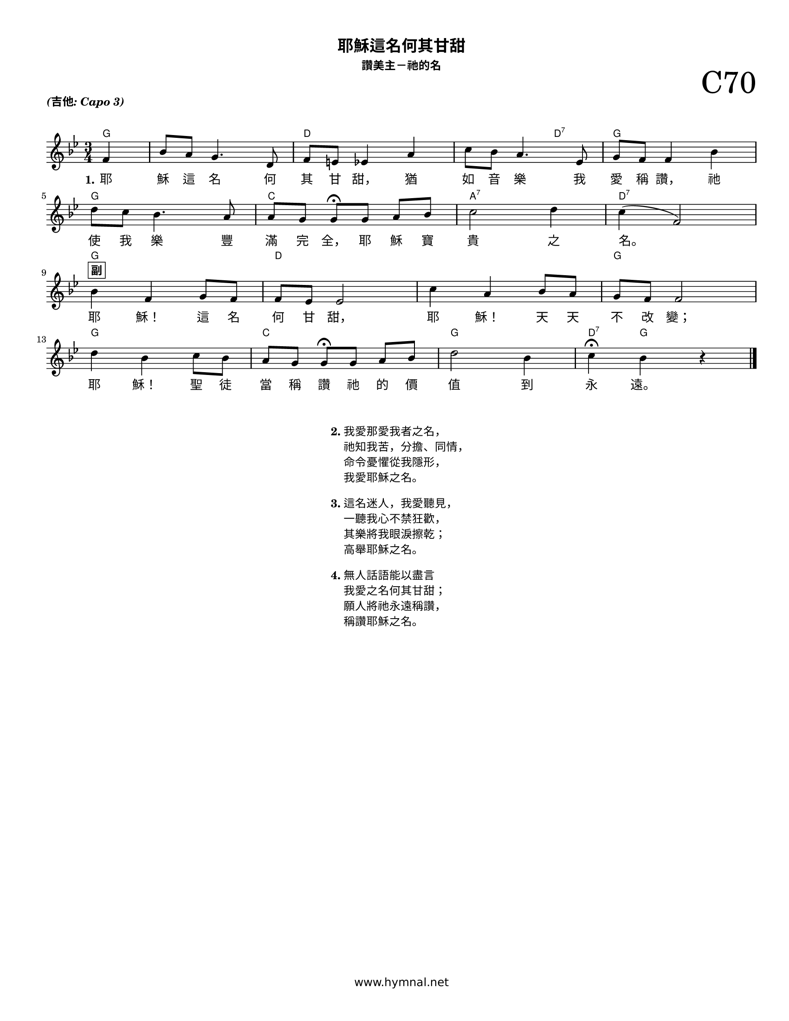 耶穌這名何其甘甜
讚美主－祂的名
C70
(吉他: Capo 3)
G D D7 G
1. 耶 穌 這 名 何 其 甘 甜， 猶 如 音 樂 我 愛 稱 讚， 祂
5 G C A7 D7
使 我 樂 豐 滿 完 全， 耶 穌 寶 貴 之 名。
9 G D G
副
耶 穌！ 這 名 何 甘 甜， 耶 穌！ 天 天 不 改 變；
13 G C G D7 G
耶 穌！ 聖 徒 當 稱 讚 祂 的 價 值 到 永 遠。
2. 我愛那愛我者之名，
祂知我苦，分擔、同情，
命令憂懼從我隱形，
我愛耶穌之名。
3. 這名迷人，我愛聽見，
一聽我心不禁狂歡，
其樂將我眼淚擦乾；
高舉耶穌之名。
4. 無人話語能以盡言
我愛之名何其甘甜；
願人將祂永遠稱讚，
稱讚耶穌之名。
www.hymnal.net